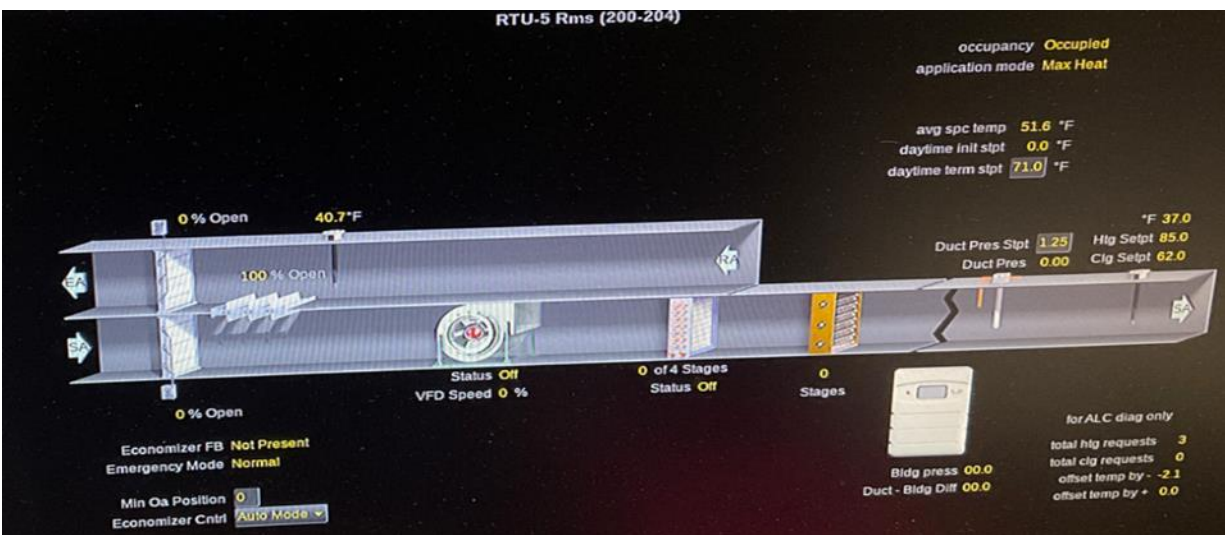 RTU-5 Rms (200-204)
occupancy Occupied
application mode Max Heat
avg spc temp 51.6 °F
daytime init stpt 0.0 °F
daytime term stpt 71.0 °F
0 % Open
40.7°F
°F 37.0
Duct Pres Stpt 1.25
Htg Setpt 85.0
Duct Pres 0.00
Clg Setpt 62.0
EA
100 % Open
RA
SA
SA
Status Off
VFD Speed 0 %
0 of 4 Stages
Status Off
0
Stages
0 % Open
Economizer FB Not Present
Emergency Mode Normal
Min Oa Position 0
Economizer Cntrl Auto Mode
Bldg press 00.0
Duct - Bldg Diff 00.0
for ALC diag only
total htg requests 3
total clg requests 0
offset temp by - -2.1
offset temp by + 0.0